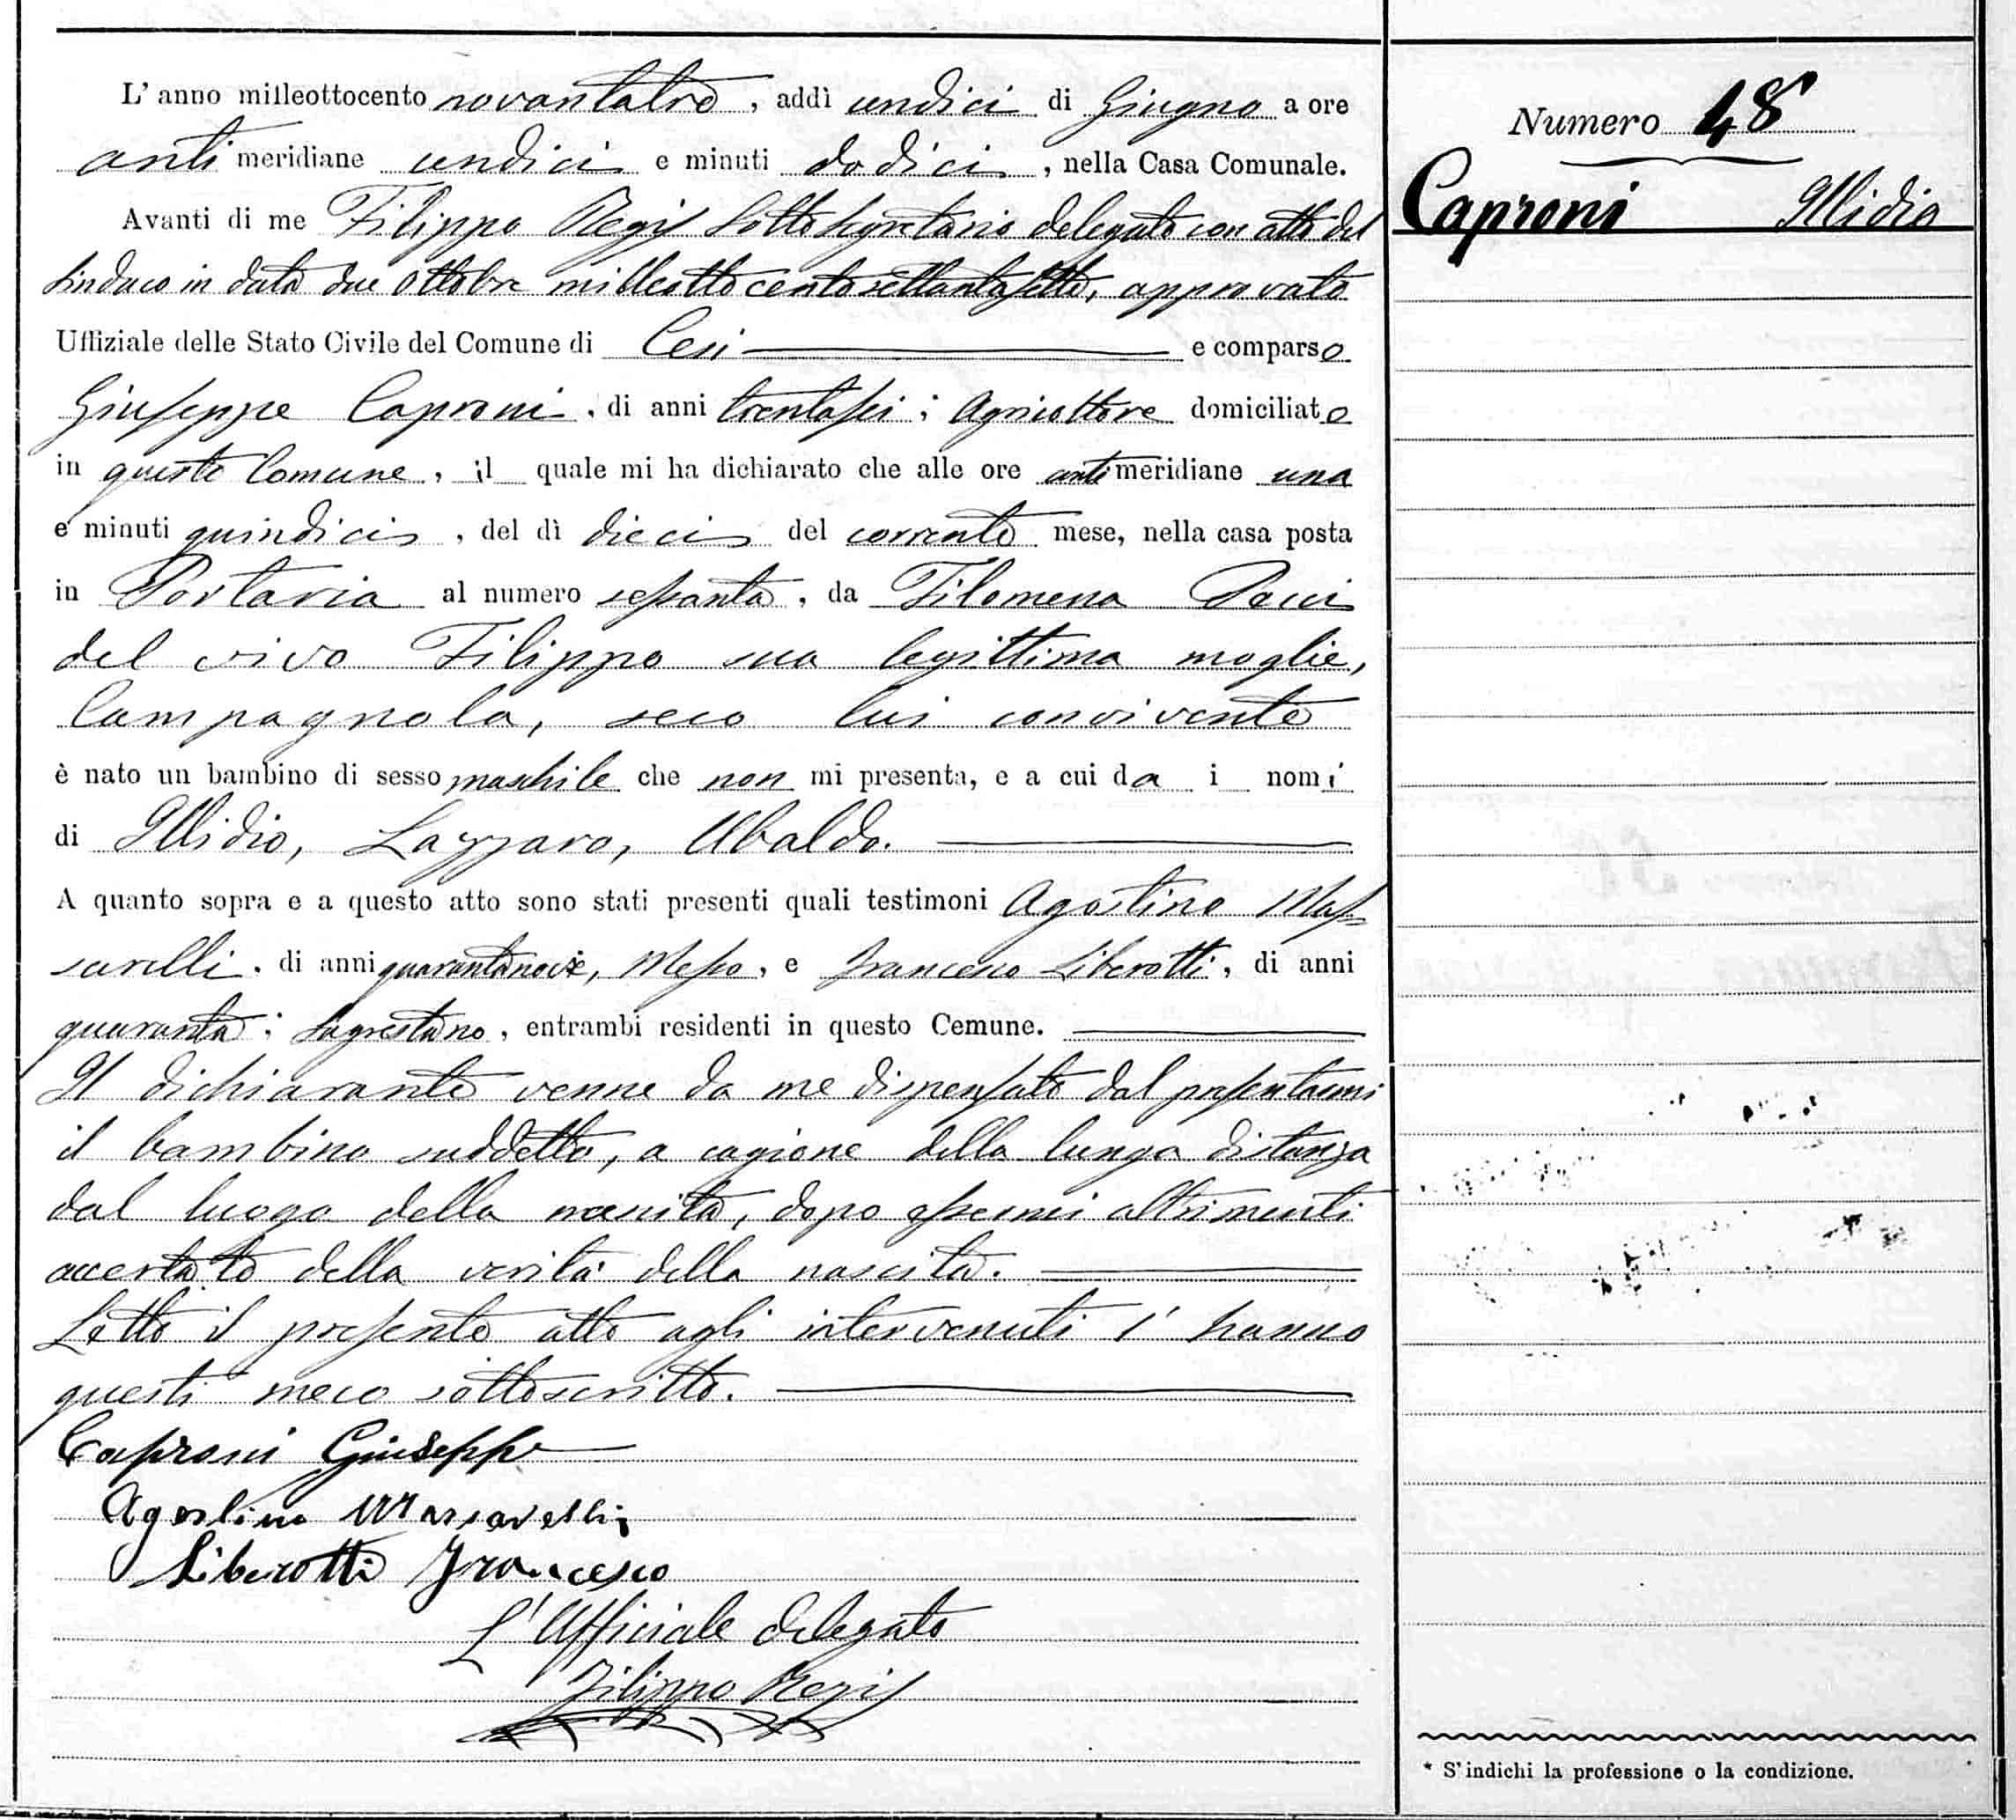 L' anno milleottocento novantatre, addì undici di Giugno a ore
anti meridiane undici e minuti dodici, nella Casa Comunale.
Numero 48
Caproni Illidio
Avanti di me Filippo Regis Sotto Segretario delegato con atto del
Sindaco in data due Ottobre milleottocentosettantasette, approvato
Uffiziale delle Stato Civile del Comune di Cesi e comparso
Giuseppe Caproni, di anni trentasei; Agricoltore domiciliato
in questo Comune, il quale mi ha dichiarato che alle ore anti meridiane una
e minuti quindici, del dì dieci del corrente mese, nella casa posta
in Portaria al numero sessanta, da Filomena Pacci
del vivo Filippo sua legittima moglie,
Campagnola, seco lui convivente
è nato un bambino di sesso maschile che non mi presenta, e a cui da i nomi
di Illidio, Lazzaro, Ubaldo.
A quanto sopra e a questo atto sono stati presenti quali testimoni Agostino Mas-
sarelli, di anni quarantanove, Messo, e Francesco Liberotti, di anni
quaranta; Sagrestano, entrambi residenti in questo Cemune.
Il dichiarante venne da me dispensato dal presentarmi
il bambino suddetto, a cagione della lunga distanza
dal luogo della nascita, dopo essermi altrimenti
accertato della verità della nascita.
Letto il presente atto agli intervenuti l' hanno
questi meco sottoscritto.
Caproni Giuseppe
Agostino Massarelli
Liberotti Francesco
L' Ufficiale delegato
Filippo Regis
* S' indichi la professione o la condizione.